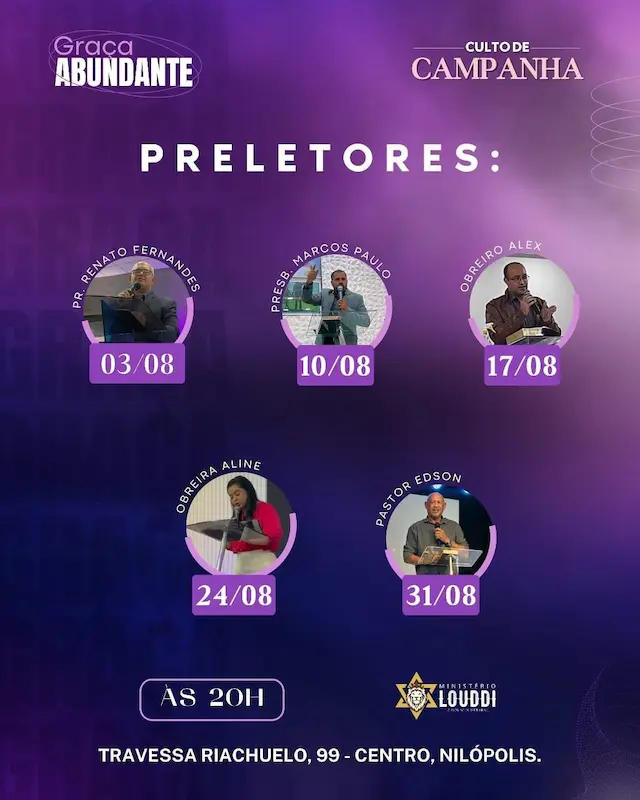 Graça
ABUNDANTE
CULTO DE
CAMPANHA
PRELETORES:
PR. RENATO FERNANDES
03/08
PRESB. MARCOS PAULO
10/08
OBREIRO ALEX
17/08
OBREIRA ALINE
24/08
PASTOR EDSON
31/08
ÀS 20H
MINISTÉRIO
LOUDDI
TRAVESSA RIACHUELO, 99 - CENTRO, NILÓPOLIS.